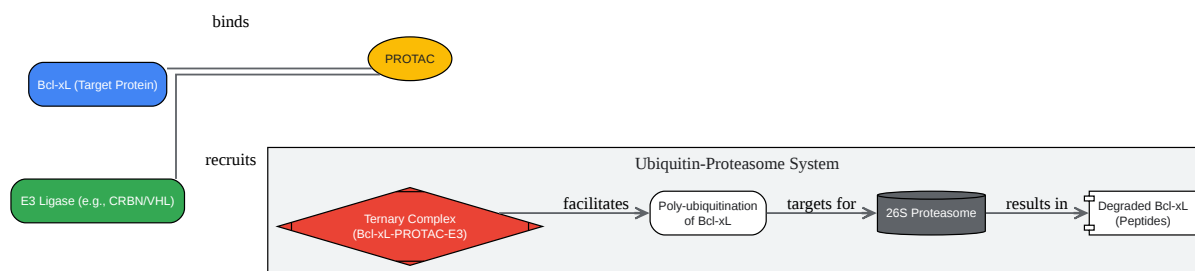 binds
PROTAC
Bcl-xL (Target Protein)
recruits
E3 Ligase (e.g., CRBN/VHL)
Ubiquitin-Proteasome System
Ternary Complex
(Bcl-xL-PROTAC-E3)
facilitates
Poly-ubiquitination
of Bcl-xL
targets for
26S Proteasome
results in
Degraded Bcl-xL
(Peptides)